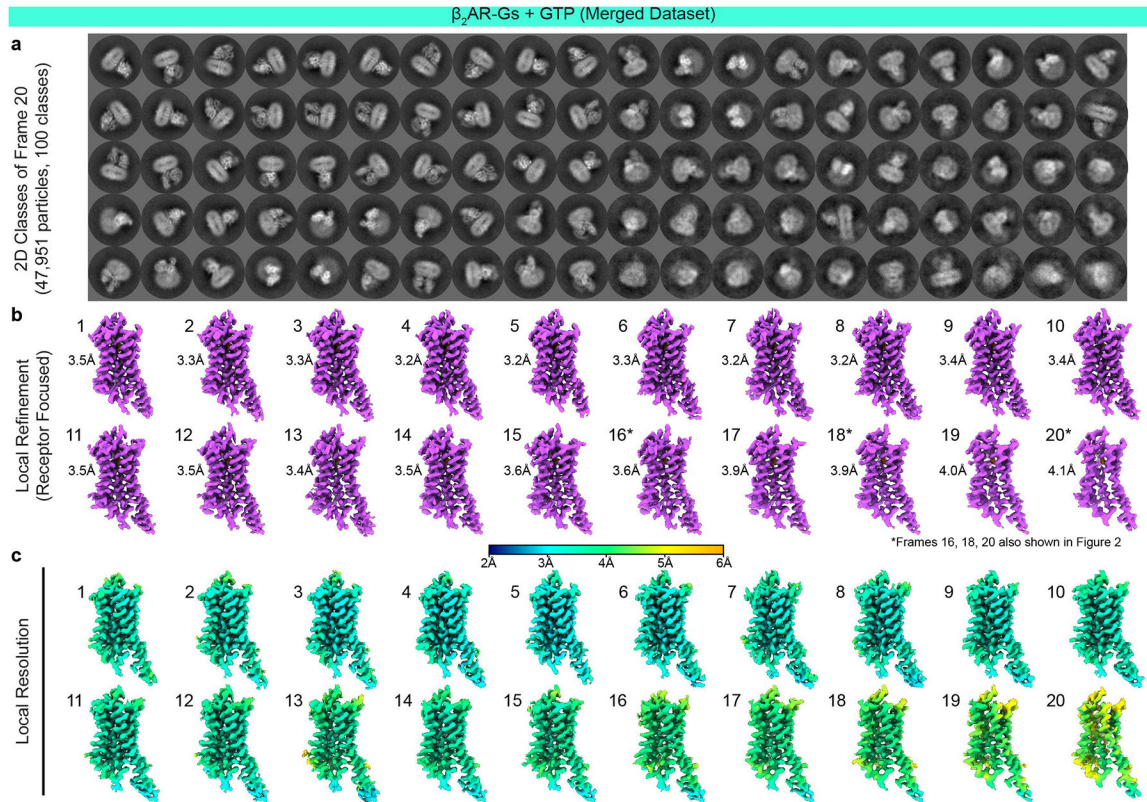 β₂AR-Gs + GTP (Merged Dataset)
a
2D Classes of Frame 20
(47,951 particles, 100 classes)
b
Local Refinement
(Receptor Focused)
1 2 3 4 5 6 7 8 9 10
3.5Å 3.3Å 3.3Å 3.2Å 3.2Å 3.3Å 3.2Å 3.2Å 3.4Å 3.4Å
11 12 13 14 15 16* 17 18* 19 20*
3.5Å 3.5Å 3.4Å 3.5Å 3.6Å 3.6Å 3.9Å 3.9Å 4.0Å 4.1Å
*Frames 16, 18, 20 also shown in Figure 2
c
2Å 3Å 4Å 5Å 6Å
Local Resolution
1 2 3 4 5 6 7 8 9 10
11 12 13 14 15 16 17 18 19 20